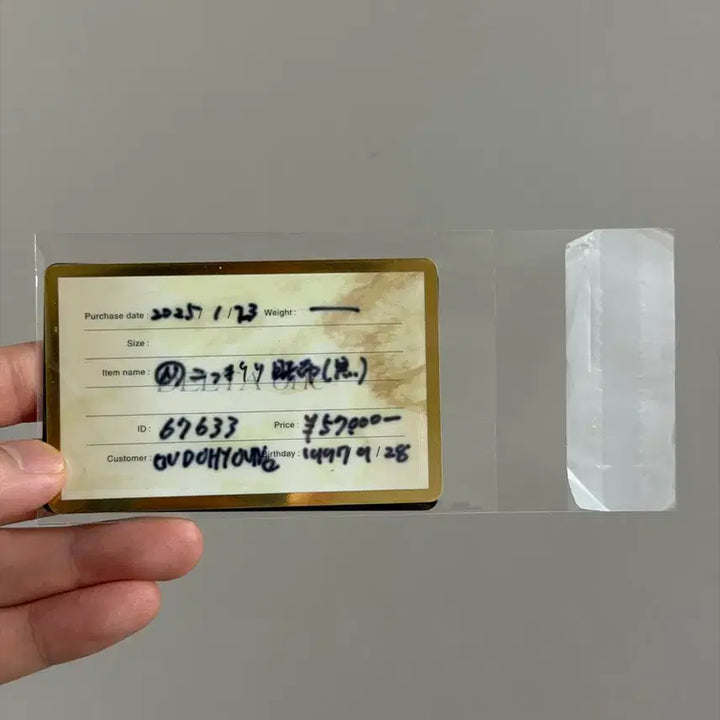 Purchase date : 2025/ 1 / 23 Weight : —
Size :
Item name :
ID : 67633 Price : ¥57000—
Customer : OUDOHYOUNG Birthday : 1997 9 / 28